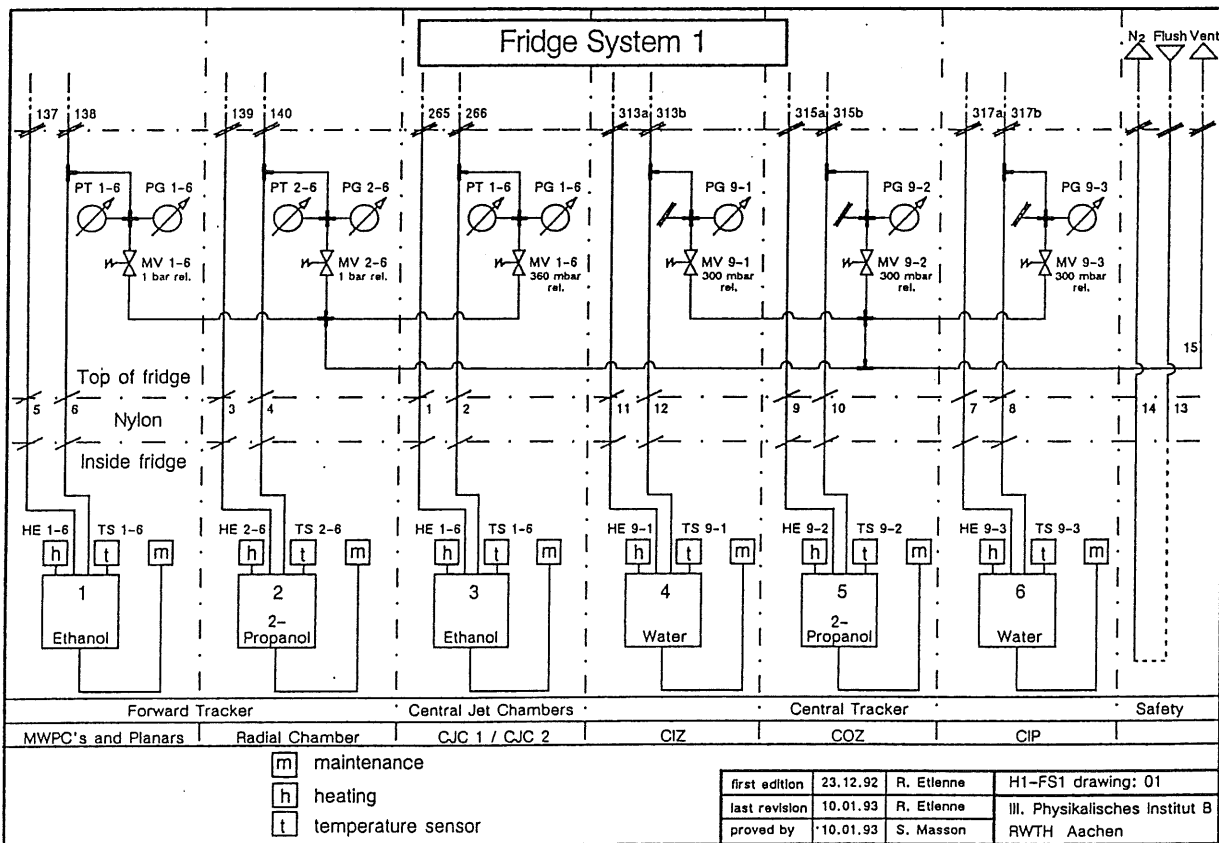 Fridge System 1
N2 Flush Vent
137 138 139 140 265 266 313a 313b 315a 315b 317a 317b
PT 1-6 PG 1-6 PT 2-6 PG 2-6 PT 1-6 PG 1-6 PG 9-1 PG 9-2 PG 9-3
MV 1-6 MV 2-6 MV 1-6 MV 9-1 MV 9-2 MV 9-3
1 bar rel. 1 bar rel. 360 mbar rel. 300 mbar rel. 300 mbar rel. 300 mbar rel.
15
Top of fridge
5 6 3 4 1 2 11 12 9 10 7 8 14 13
Nylon
Inside fridge
HE 1-6 TS 1-6 HE 2-6 TS 2-6 HE 1-6 TS 1-6 HE 9-1 TS 9-1 HE 9-2 TS 9-2 HE 9-3 TS 9-3
h t m h t m h t m h t m h t m h t m
1 2 3 4 5 6
Ethanol 2-Propanol Ethanol Water 2-Propanol Water
Forward Tracker Central Jet Chambers Central Tracker Safety
MWPC's and Planars Radial Chamber CJC 1 / CJC 2 CIZ COZ CIP
m maintenance
h heating
t temperature sensor
first edition 23.12.92 R. Etienne H1-FS1 drawing: 01
last revision 10.01.93 R. Etienne III. Physikalisches Institut B
proved by 10.01.93 S. Masson RWTH Aachen